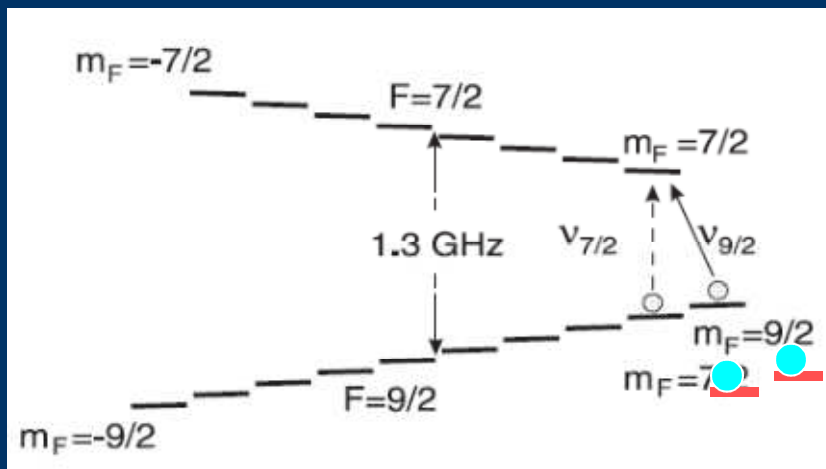 m_F=-7/2
F=7/2
m_F =7/2
1.3 GHz
ν_7/2
ν_9/2
m_F=9/2
F=9/2
m_F=-9/2